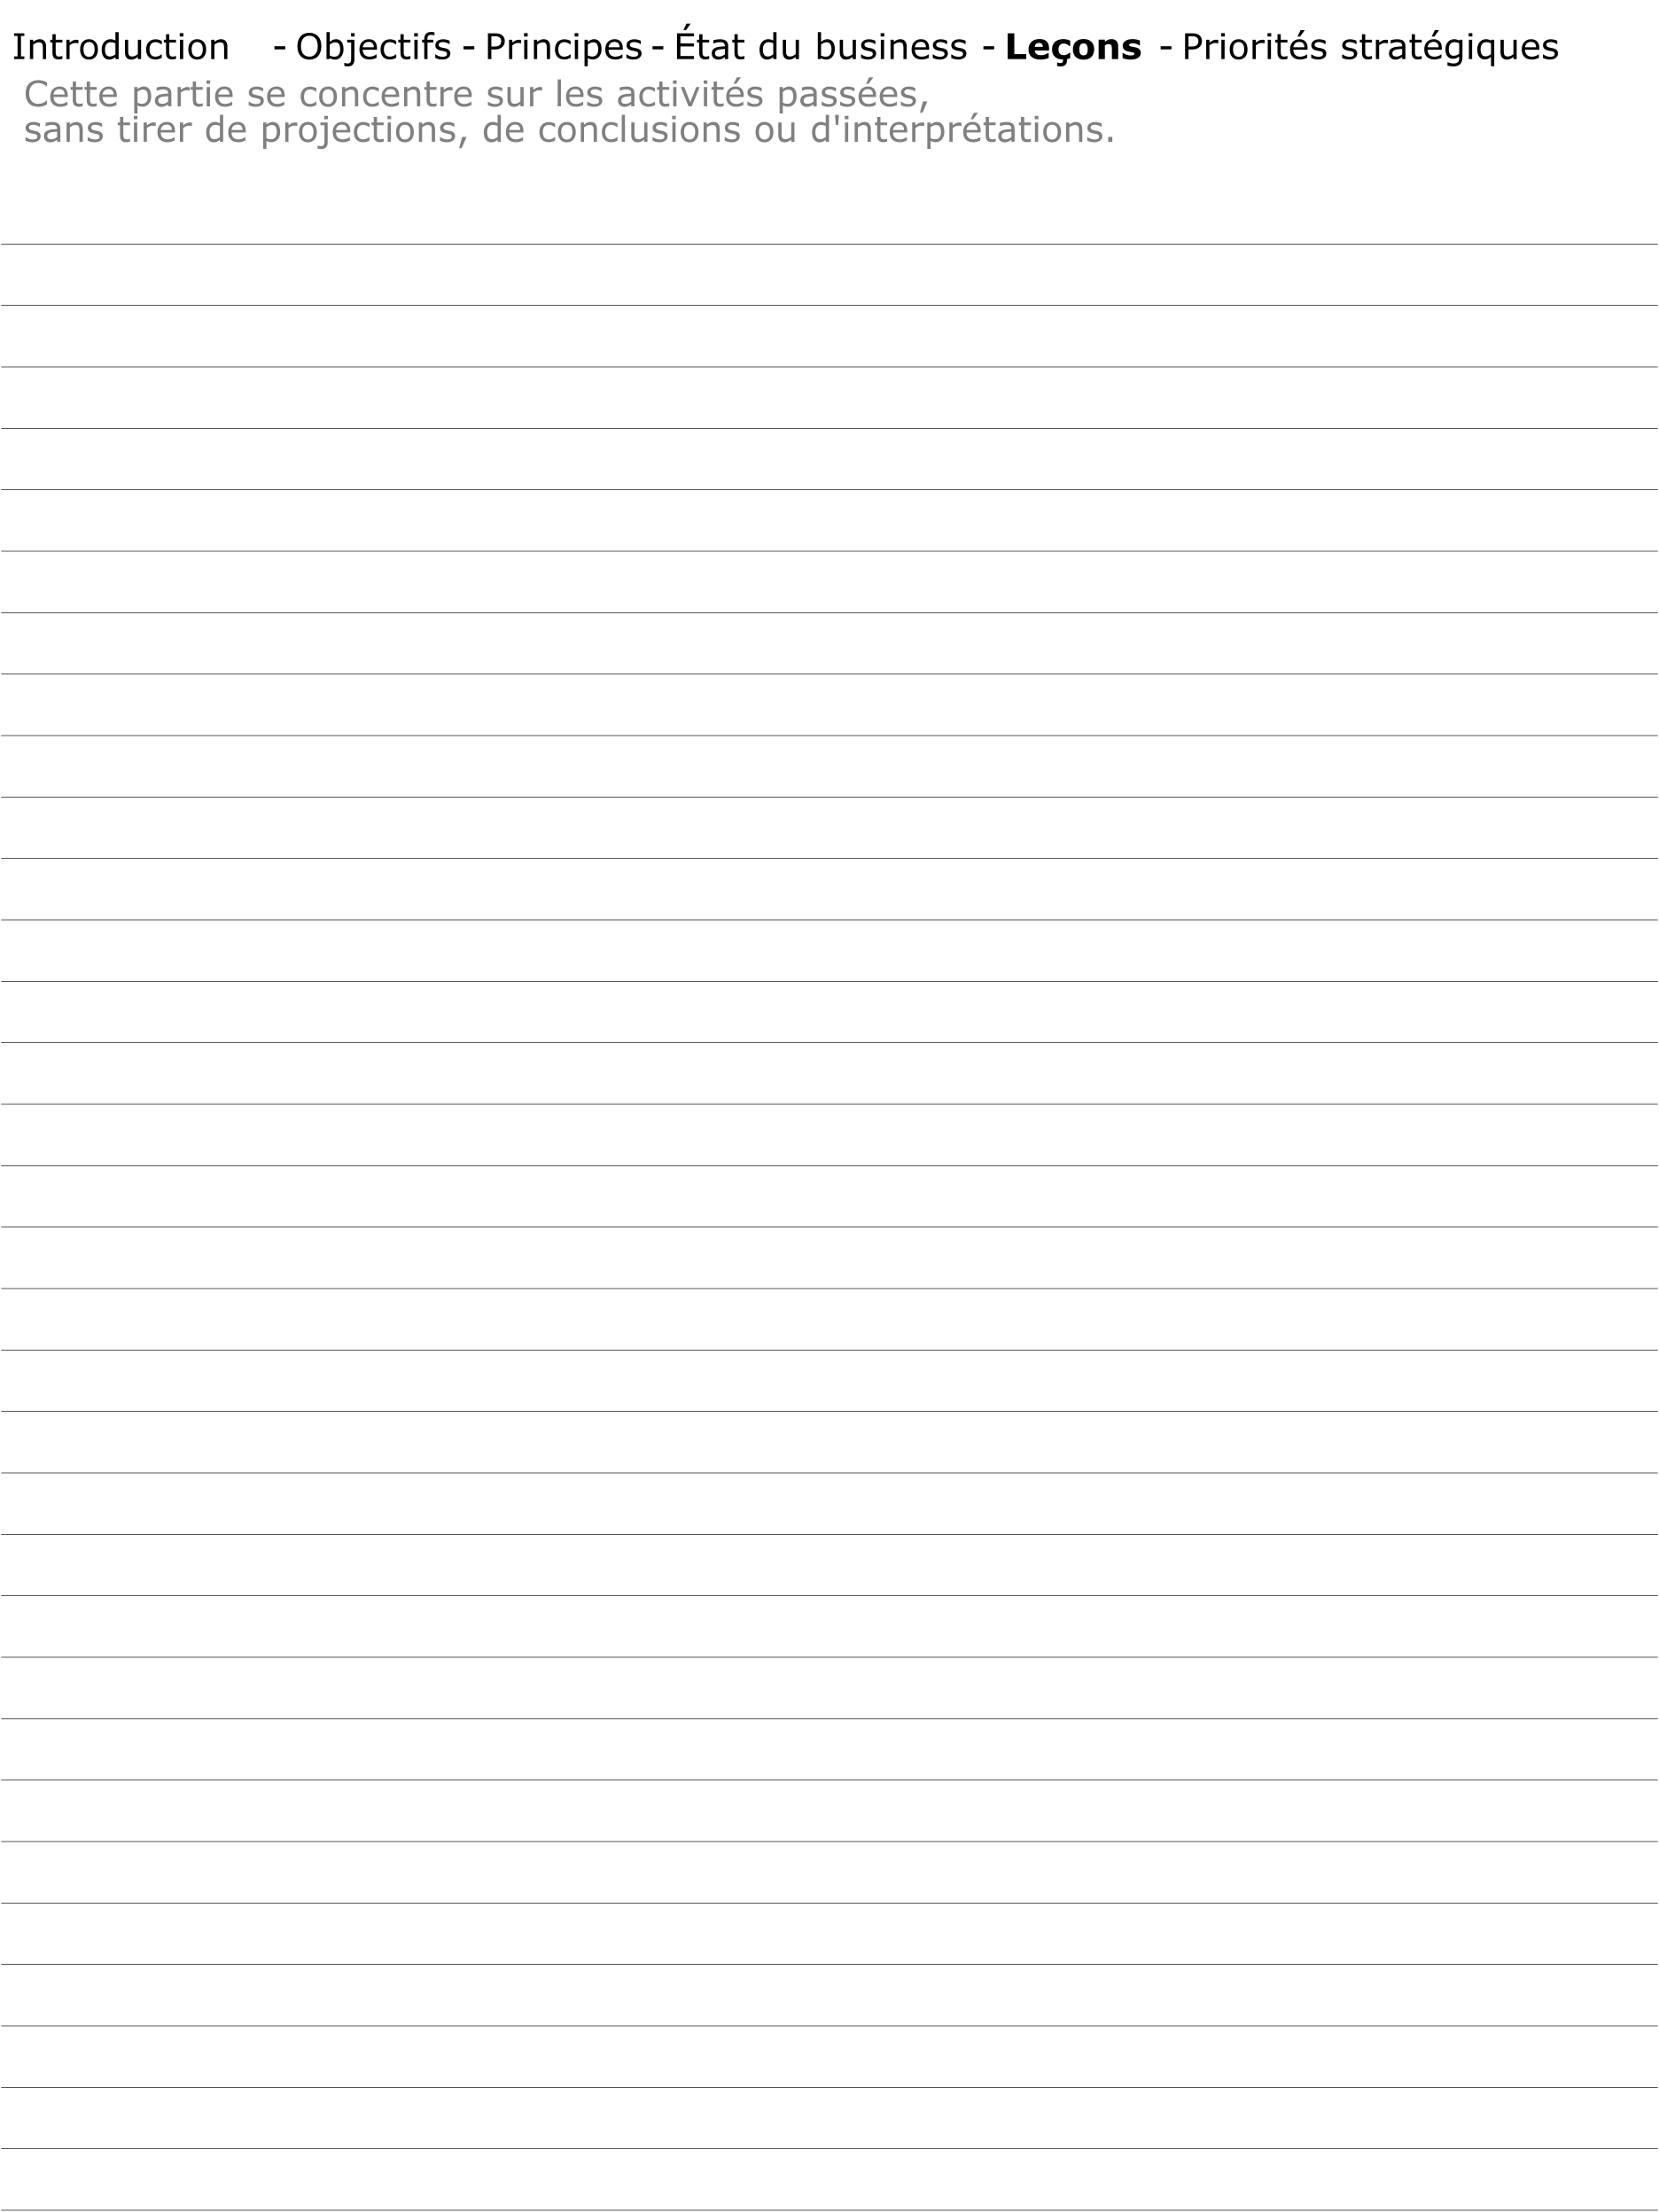 Introduction - Objectifs - Principes - État du business - Leçons - Priorités stratégiques
Cette partie se concentre sur les activités passées,
sans tirer de projections, de conclusions ou d'interprétations.